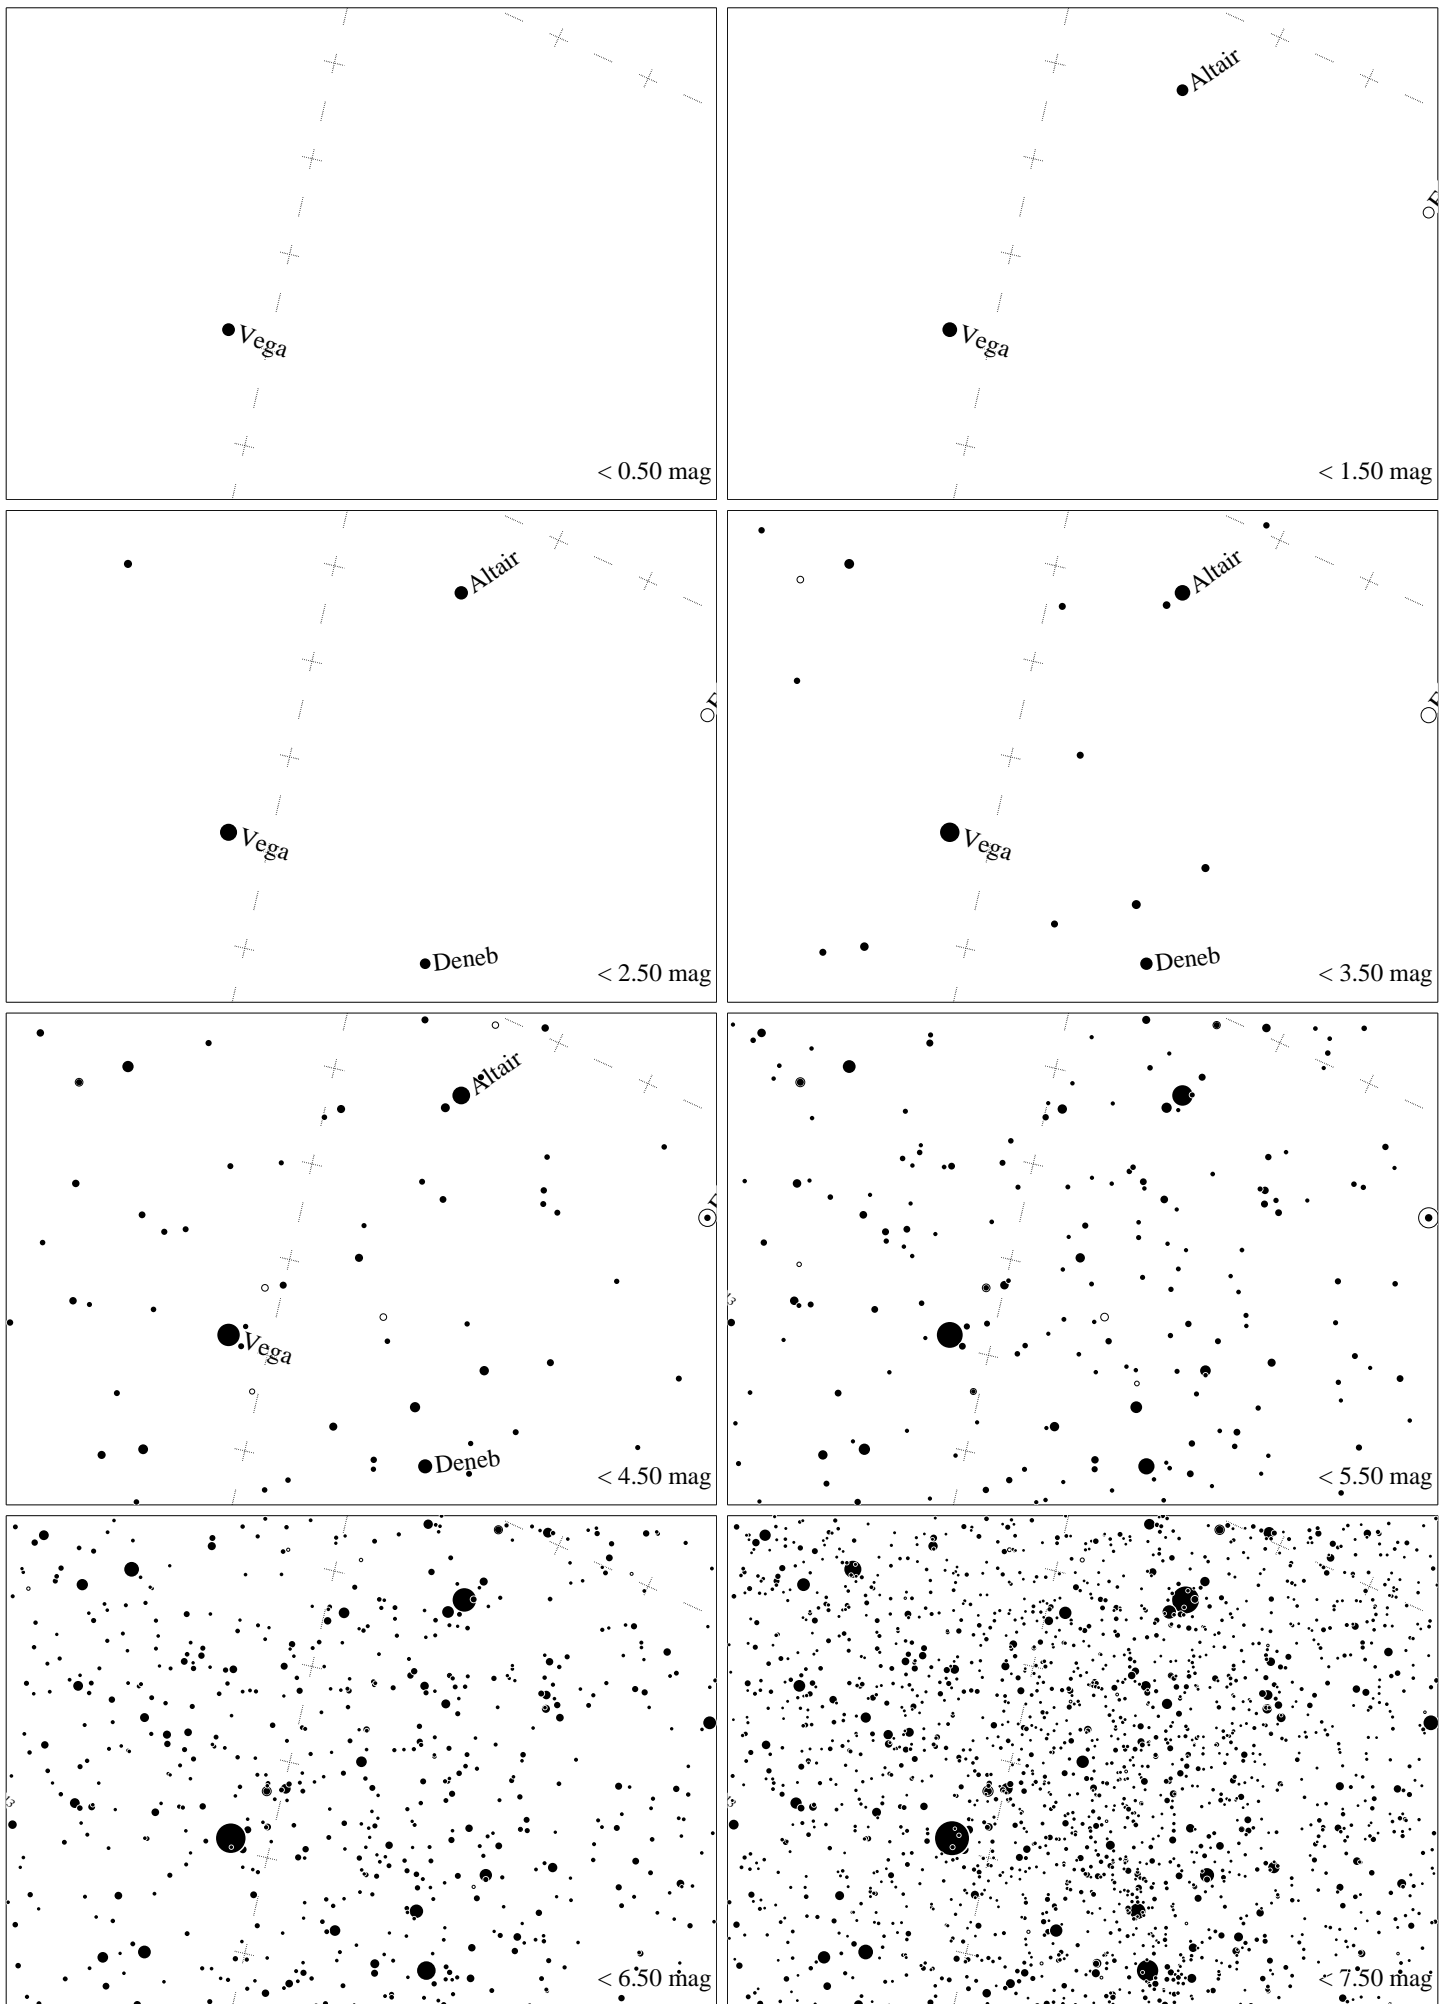 Vega
< 0.50 mag
Altair
Vega
< 1.50 mag
Altair
Vega
Deneb
< 2.50 mag
Altair
Vega
Deneb
< 3.50 mag
Altair
Vega
Deneb
< 4.50 mag
< 5.50 mag
< 6.50 mag
< 7.50 mag